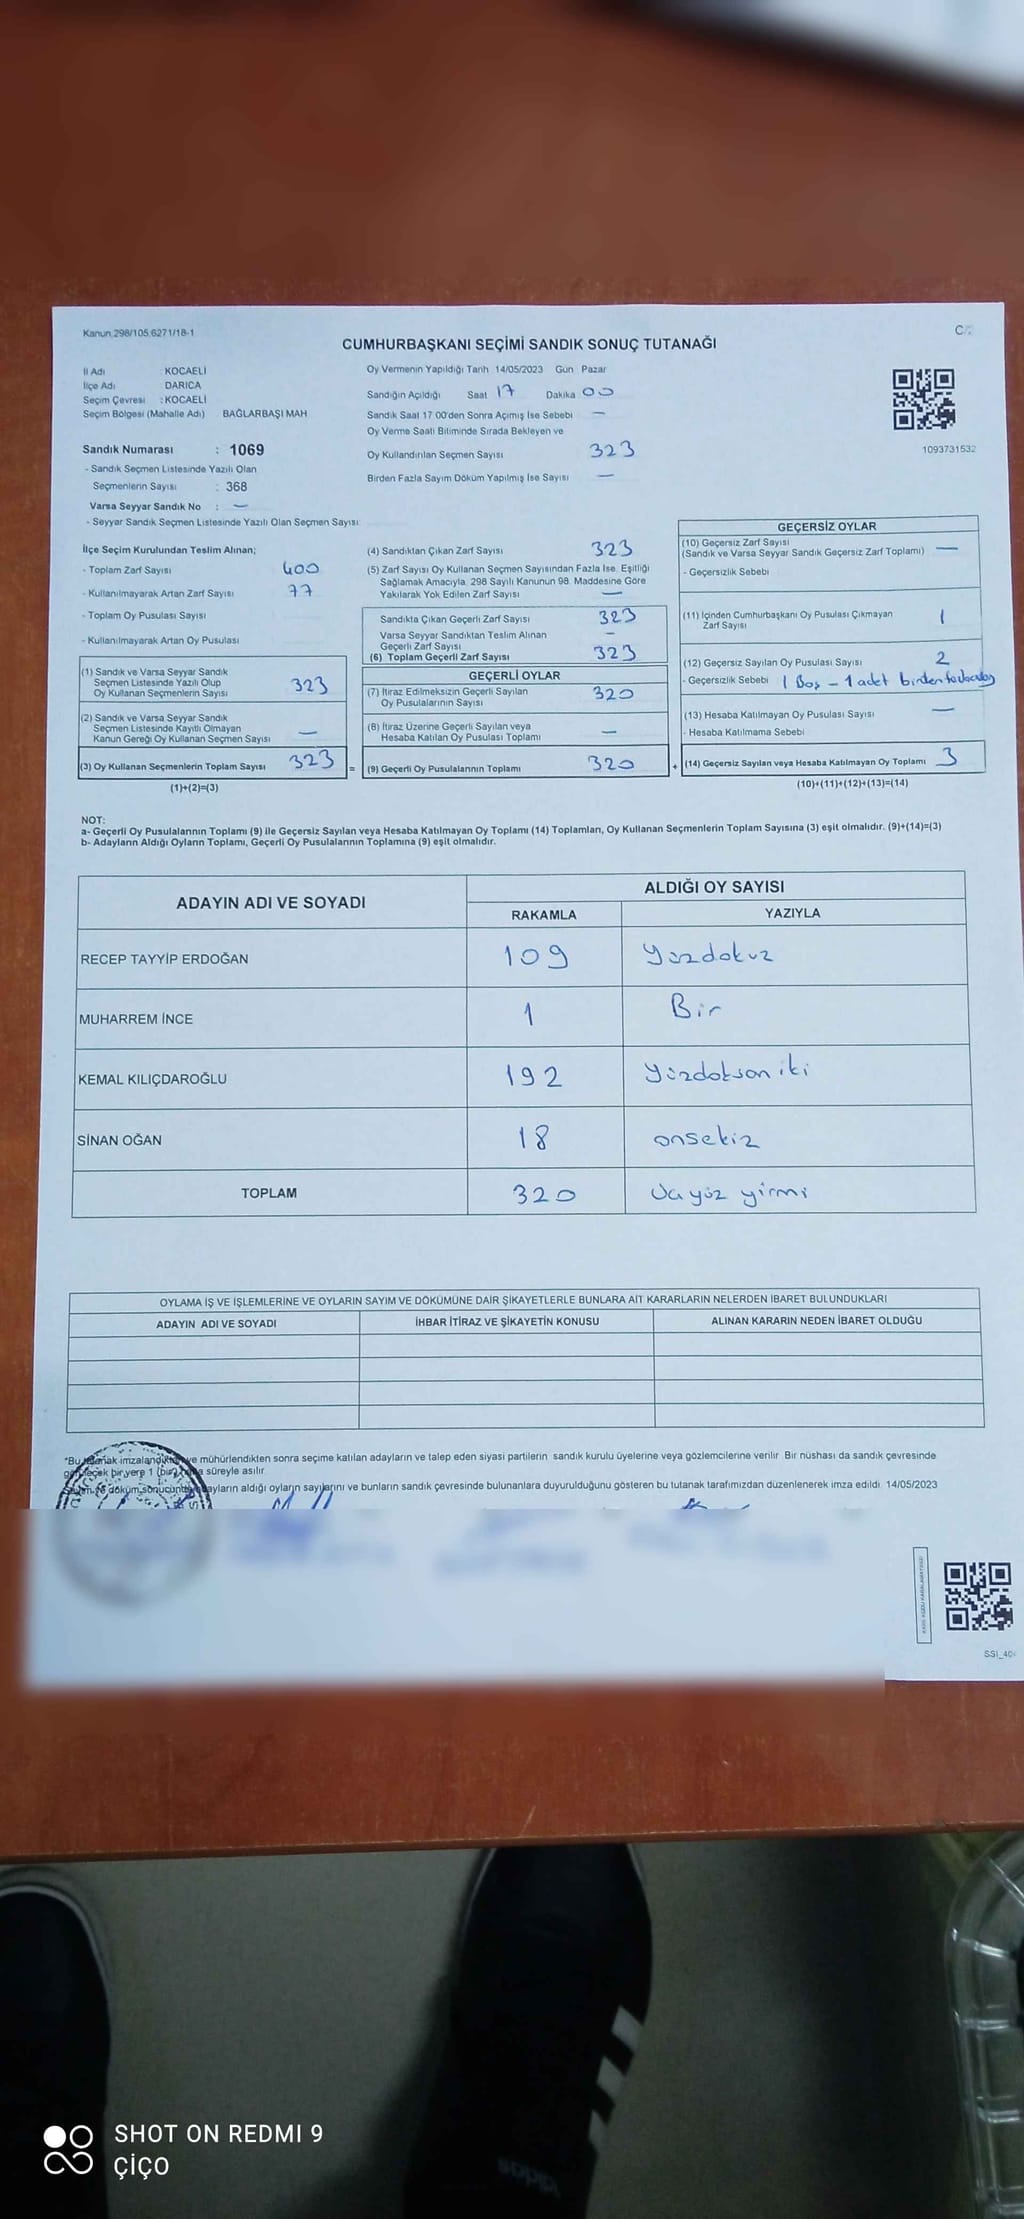 Kanun.298/105.6271/18-1
CUMHURBAŞKANI SEÇİMİ SANDIK SONUÇ TUTANAĞI
İl Adı : KOCAELİ
İlçe Adı : DARICA
Seçim Çevresi : KOCAELİ
Seçim Bölgesi (Mahalle Adı) BAĞLARBAŞI MAH
Sandık Numarası : 1069
- Sandık Seçmen Listesinde Yazılı Olan
Seçmenlerin Sayısı : 368
Varsa Seyyar Sandık No : —
- Seyyar Sandık Seçmen Listesinde Yazılı Olan Seçmen Sayısı:
Oy Vermenin Yapıldığı Tarih 14/05/2023 Gün Pazar
Sandığın Açıldığı Saat 17 Dakika 00
Sandık Saat 17 00'den Sonra Açımış İse Sebebi —
Oy Verme Saati Bitiminde Sırada Bekleyen ve
Oy Kullandırılan Seçmen Sayısı 323
Birden Fazla Sayım Döküm Yapılmış İse Sayısı —
1093731532
İlçe Seçim Kurulundan Teslim Alınan;
- Toplam Zarf Sayısı 400
- Kullanılmayarak Artan Zarf Sayısı 77
- Toplam Oy Pusulası Sayısı
- Kullanılmayarak Artan Oy Pusulası
(1) Sandık ve Varsa Seyyar Sandık
Seçmen Listesinde Yazılı Olup
Oy Kullanan Seçmenlerin Sayısı 323
(2) Sandık ve Varsa Seyyar Sandık
Seçmen Listesinde Kayıtlı Olmayan
Kanun Gereği Oy Kullanan Seçmen Sayısı —
(3) Oy Kullanan Seçmenlerin Toplam Sayısı 323 =
(1)+(2)=(3)
(4) Sandıktan Çıkan Zarf Sayısı 323
(5) Zarf Sayısı Oy Kullanan Seçmen Sayısından Fazla İse, Eşitliği
Sağlamak Amacıyla, 298 Sayılı Kanunun 98. Maddesine Göre
Yakılarak Yok Edilen Zarf Sayısı —
Sandıkta Çıkan Geçerli Zarf Sayısı 323
Varsa Seyyar Sandıktan Teslim Alınan
Geçerli Zarf Sayısı —
(6) Toplam Geçerli Zarf Sayısı 323
GEÇERLİ OYLAR
(7) İtiraz Edilmeksizin Geçerli Sayılan
Oy Pusulalarının Sayısı 320
(8) İtiraz Üzerine Geçerli Sayılan veya
Hesaba Katılan Oy Pusulası Toplamı —
(9) Geçerli Oy Pusulalarının Toplamı 320 +
GEÇERSİZ OYLAR
(10) Geçersiz Zarf Sayısı
(Sandık ve Varsa Seyyar Sandık Geçersiz Zarf Toplamı) —
- Geçersizlik Sebebi
(11) İçinden Cumhurbaşkanı Oy Pusulası Çıkmayan
Zarf Sayısı 1
(12) Geçersiz Sayılan Oy Pusulası Sayısı 2
- Geçersizlik Sebebi 1 Boş - 1 adet birden
(13) Hesaba Katılmayan Oy Pusulası Sayısı —
- Hesaba Katılmama Sebebi
(14) Geçersiz Sayılan veya Hesaba Katılmayan Oy Toplamı 3
(10)+(11)+(12)+(13)=(14)
NOT:
a- Geçerli Oy Pusulalarının Toplamı (9) ile Geçersiz Sayılan veya Hesaba Katılmayan Oy Toplamı (14) Toplamları, Oy Kullanan Seçmenlerin Toplam Sayısına (3) eşit olmalıdır. (9)+(14)=(3)
b- Adayların Aldığı Oyların Toplamı, Geçerli Oy Pusulalarının Toplamına (9) eşit olmalıdır.
ADAYIN ADI VE SOYADI ALDIĞI OY SAYISI
RAKAMLA YAZIYLA
RECEP TAYYİP ERDOĞAN 109 Yüzdokuz
MUHARREM İNCE 1 Bir
KEMAL KILIÇDAROĞLU 192 Yüzdoksan iki
SİNAN OĞAN 18 onsekiz
TOPLAM 320 Üçyüz yirmi
OYLAMA İŞ VE İŞLEMLERİNE VE OYLARIN SAYIM VE DÖKÜMÜNE DAİR ŞİKAYETLERLE BUNLARA AİT KARARLARIN NELERDEN İBARET BULUNDUKLARI
ADAYIN ADI VE SOYADI İHBAR İTİRAZ VE ŞİKAYETİN KONUSU ALINAN KARARIN NEDEN İBARET OLDUĞU
*Bu tutanak imzalandıktan ve mühürlendikten sonra seçime katılan adayların ve talep eden siyasi partilerin sandık kurulu üyelerine veya gözlemcilerine verilir. Bir nüshası da sandık çevresinde
görülecek bir yere 1 (bir) süreyle asılır
Sayım ve döküm sonucunda adayların aldığı oyların sayılarını ve bunların sandık çevresinde bulunanlara duyurulduğunu gösteren bu tutanak tarafımızdan düzenlenerek imza edildi. 14/05/2023
SHOT ON REDMI 9
ÇİÇO